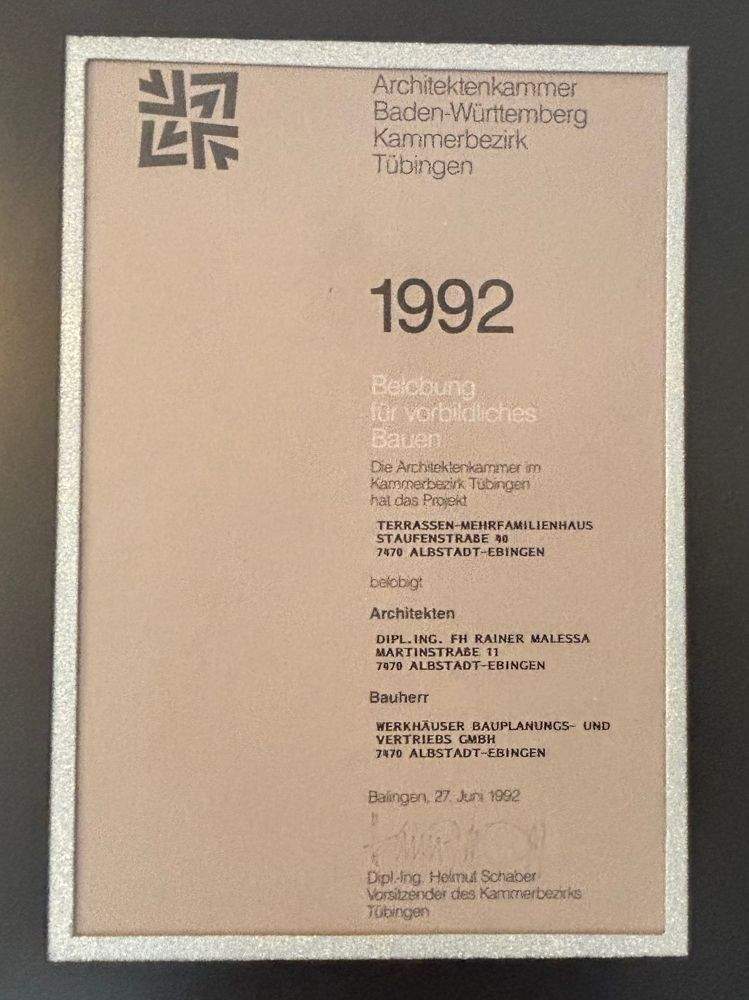 Architektenkammer
Baden-Württemberg
Kammerbezirk
Tübingen
1992
Belobung
für vorbildliches
Bauen
Die Architektenkammer im
Kammerbezirk Tübingen
hat das Projekt
TERRASSEN-MEHRFAMILIENHAUS
STAUFENSTRAßE 40
7470 ALBSTADT-EBINGEN
belobigt
Architekten
DIPL.ING. FH RAINER MALESSA
MARTINSTRAßE 11
7470 ALBSTADT-EBINGEN
Bauherr
WERKHÄUSER BAUPLANUNGS- UND
VERTRIEBS GMBH
7470 ALBSTADT-EBINGEN
Balingen, 27. Juni 1992
Dipl.-Ing. Helmut Schaber
Vorsitzender des Kammerbezirks
Tübingen